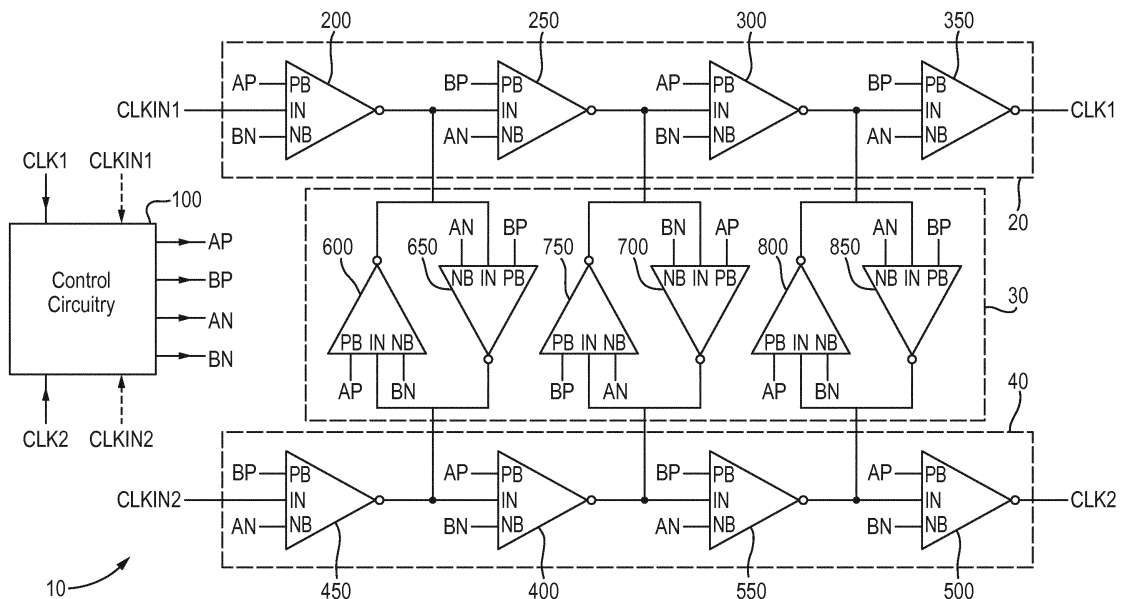 200 250 300 350
AP BP AP BP
PB PB PB PB
CLKIN1 IN IN IN IN CLK1
BN AN BN AN
NB NB NB NB
CLK1 CLKIN1
20
100
Control
Circuitry
AP
BP
AN
BN
CLK2 CLKIN2
AN BP BN AP AN BP
600 650 750 700 800 850
NB IN PB NB IN PB NB IN PB
30
PB IN NB PB IN NB PB IN NB
AP BN BP AN AP BN
40
BP AP BP AP
PB PB PB PB
CLKIN2 IN IN IN IN CLK2
AN BN AN BN
NB NB NB NB
10
450 400 550 500